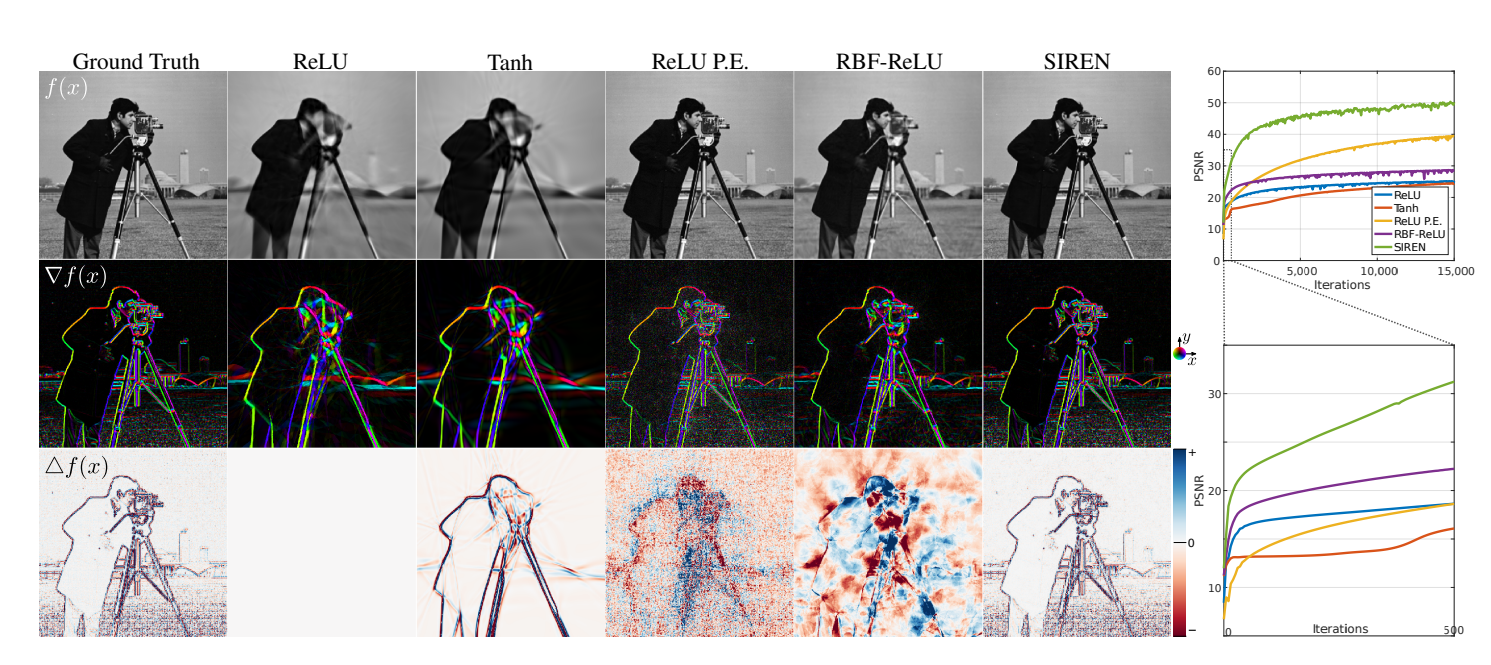 Ground Truth ReLU Tanh ReLU P.E. RBF-ReLU SIREN
f(x)
∇f(x)
△f(x)
y
x
+
0
−
60
50
40
30
20
10
0
PSNR
5,000 10,000 15,000
Iterations
ReLU
Tanh
ReLU P.E.
RBF-ReLU
SIREN
30
20
10
PSNR
0 Iterations 500